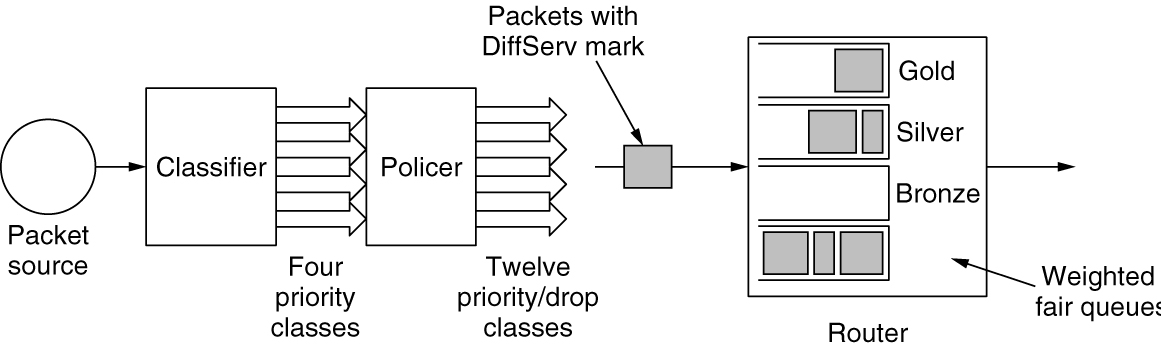 Packets with
DiffServ mark
Gold
Silver
Bronze
Classifier
Policer
Packet
source
Four
priority
classes
Twelve
priority/drop
classes
Weighted
fair queues
Router